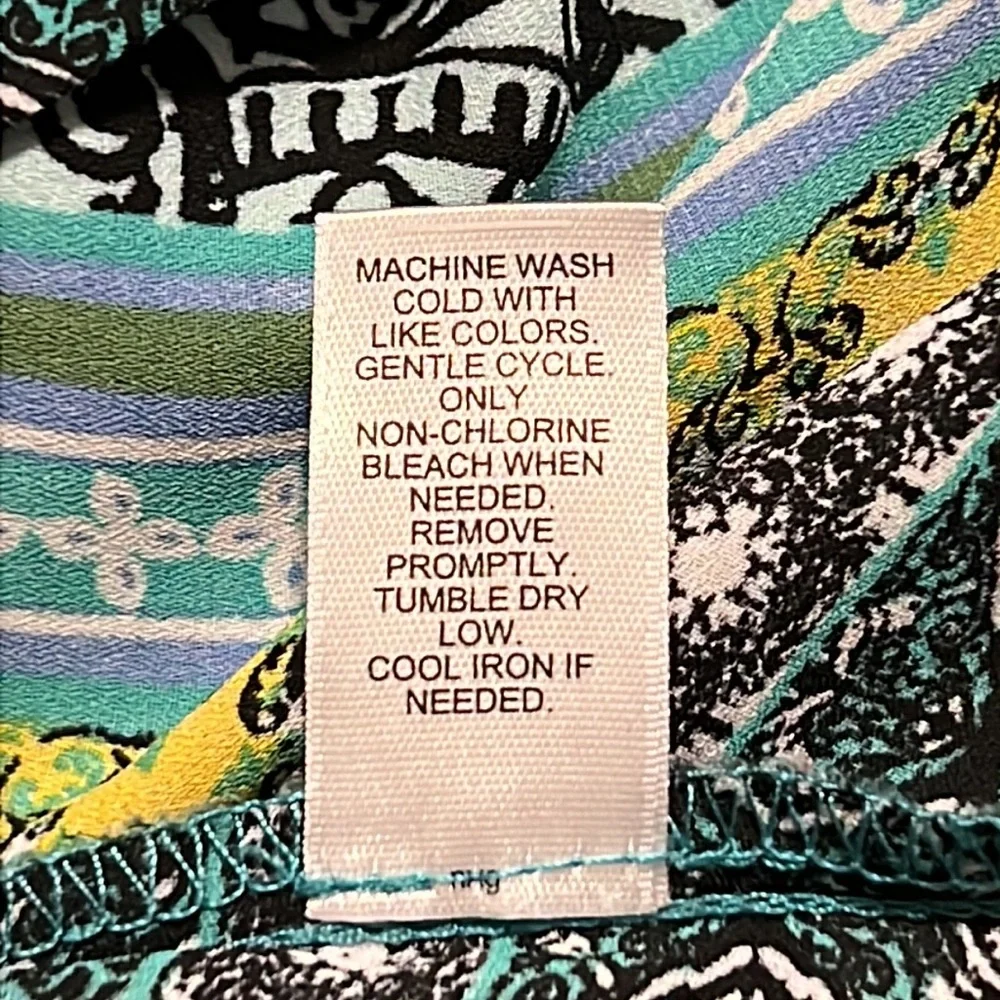 MACHINE WASH
COLD WITH
LIKE COLORS.
GENTLE CYCLE.
ONLY
NON-CHLORINE
BLEACH WHEN
NEEDED.
REMOVE
PROMPTLY.
TUMBLE DRY
LOW.
COOL IRON IF
NEEDED.